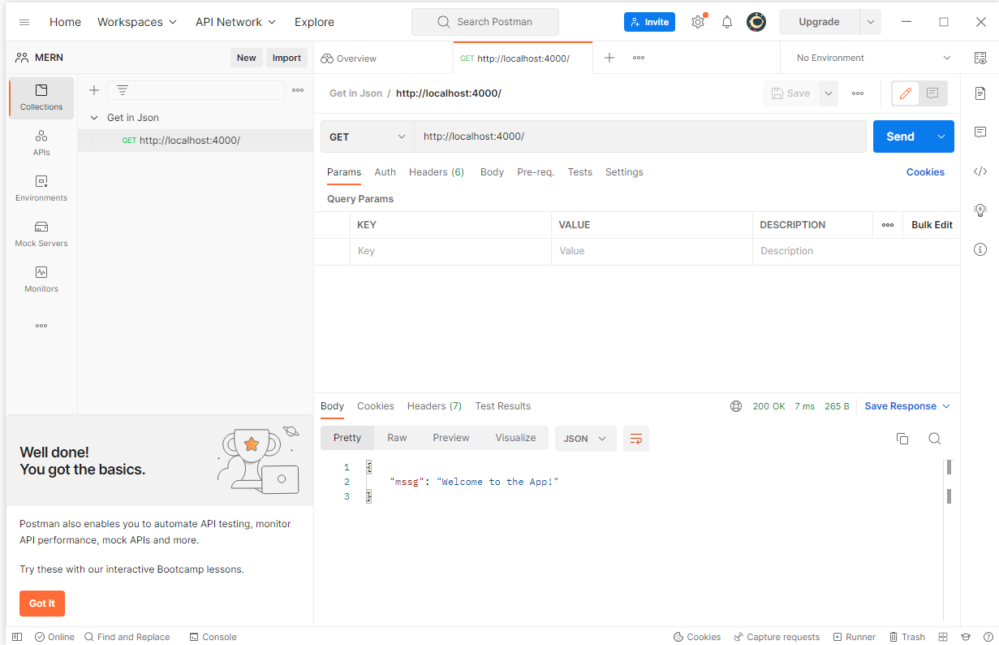 Home Workspaces API Network Explore Search Postman Invite Upgrade
MERN New Import Overview GET http://localhost:4000/ No Environment
Collections
APIs
Environments
Mock Servers
Monitors
Get in Json
GET http://localhost:4000/
Get in Json / http://localhost:4000/ Save
GET http://localhost:4000/ Send
Params Auth Headers (6) Body Pre-req. Tests Settings Cookies
Query Params
KEY VALUE DESCRIPTION Bulk Edit
Key Value Description
Body Cookies Headers (7) Test Results 200 OK 7 ms 265 B Save Response
Pretty Raw Preview Visualize JSON
1 {
2 "mssg": "Welcome to the App!"
3 }
Well done!
You got the basics.
Postman also enables you to automate API testing, monitor
API performance, mock APIs and more.
Try these with our interactive Bootcamp lessons.
Got It
Online Find and Replace Console Cookies Capture requests Runner Trash